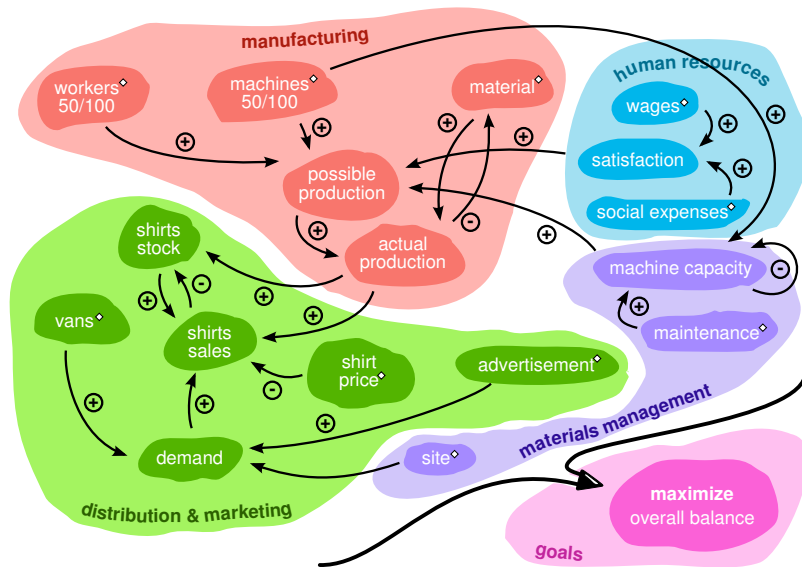 manufacturing
human resources
workers
50/100
machines
50/100
material
wages
satisfaction
social expenses
possible
production
actual
production
shirts
stock
vans
shirts
sales
shirt
price
advertisement
demand
site
machine capacity
maintenance
materials management
distribution & marketing
maximize
overall balance
goals
+
+
+
+
+
+
+
+
-
+
+
+
-
+
-
+
+
-
+
+
+